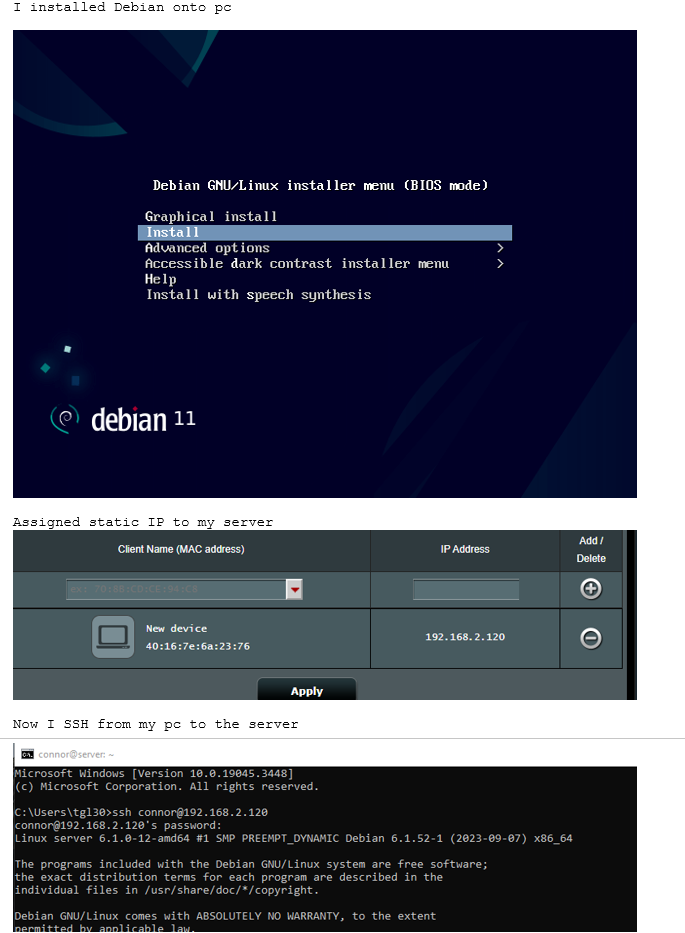 I installed Debian onto pc
Debian GNU/Linux installer menu (BIOS mode)
Graphical install
Install
Advanced options >
Accessible dark contrast installer menu >
Help
Install with speech synthesis
debian 11
Assigned static IP to my server
Client Name (MAC address) IP Address Add / Delete
New device
40:16:7e:6a:23:76
192.168.2.120
Apply
Now I SSH from my pc to the server
connor@server: ~
Microsoft Windows [Version 10.0.19045.3448]
(c) Microsoft Corporation. All rights reserved.
C:\Users\tgl30>ssh connor@192.168.2.120
connor@192.168.2.120's password:
Linux server 6.1.0-12-amd64 #1 SMP PREEMPT_DYNAMIC Debian 6.1.52-1 (2023-09-07) x86_64
The programs included with the Debian GNU/Linux system are free software;
the exact distribution terms for each program are described in the
individual files in /usr/share/doc/*/copyright.
Debian GNU/Linux comes with ABSOLUTELY NO WARRANTY, to the extent
permitted by applicable law.